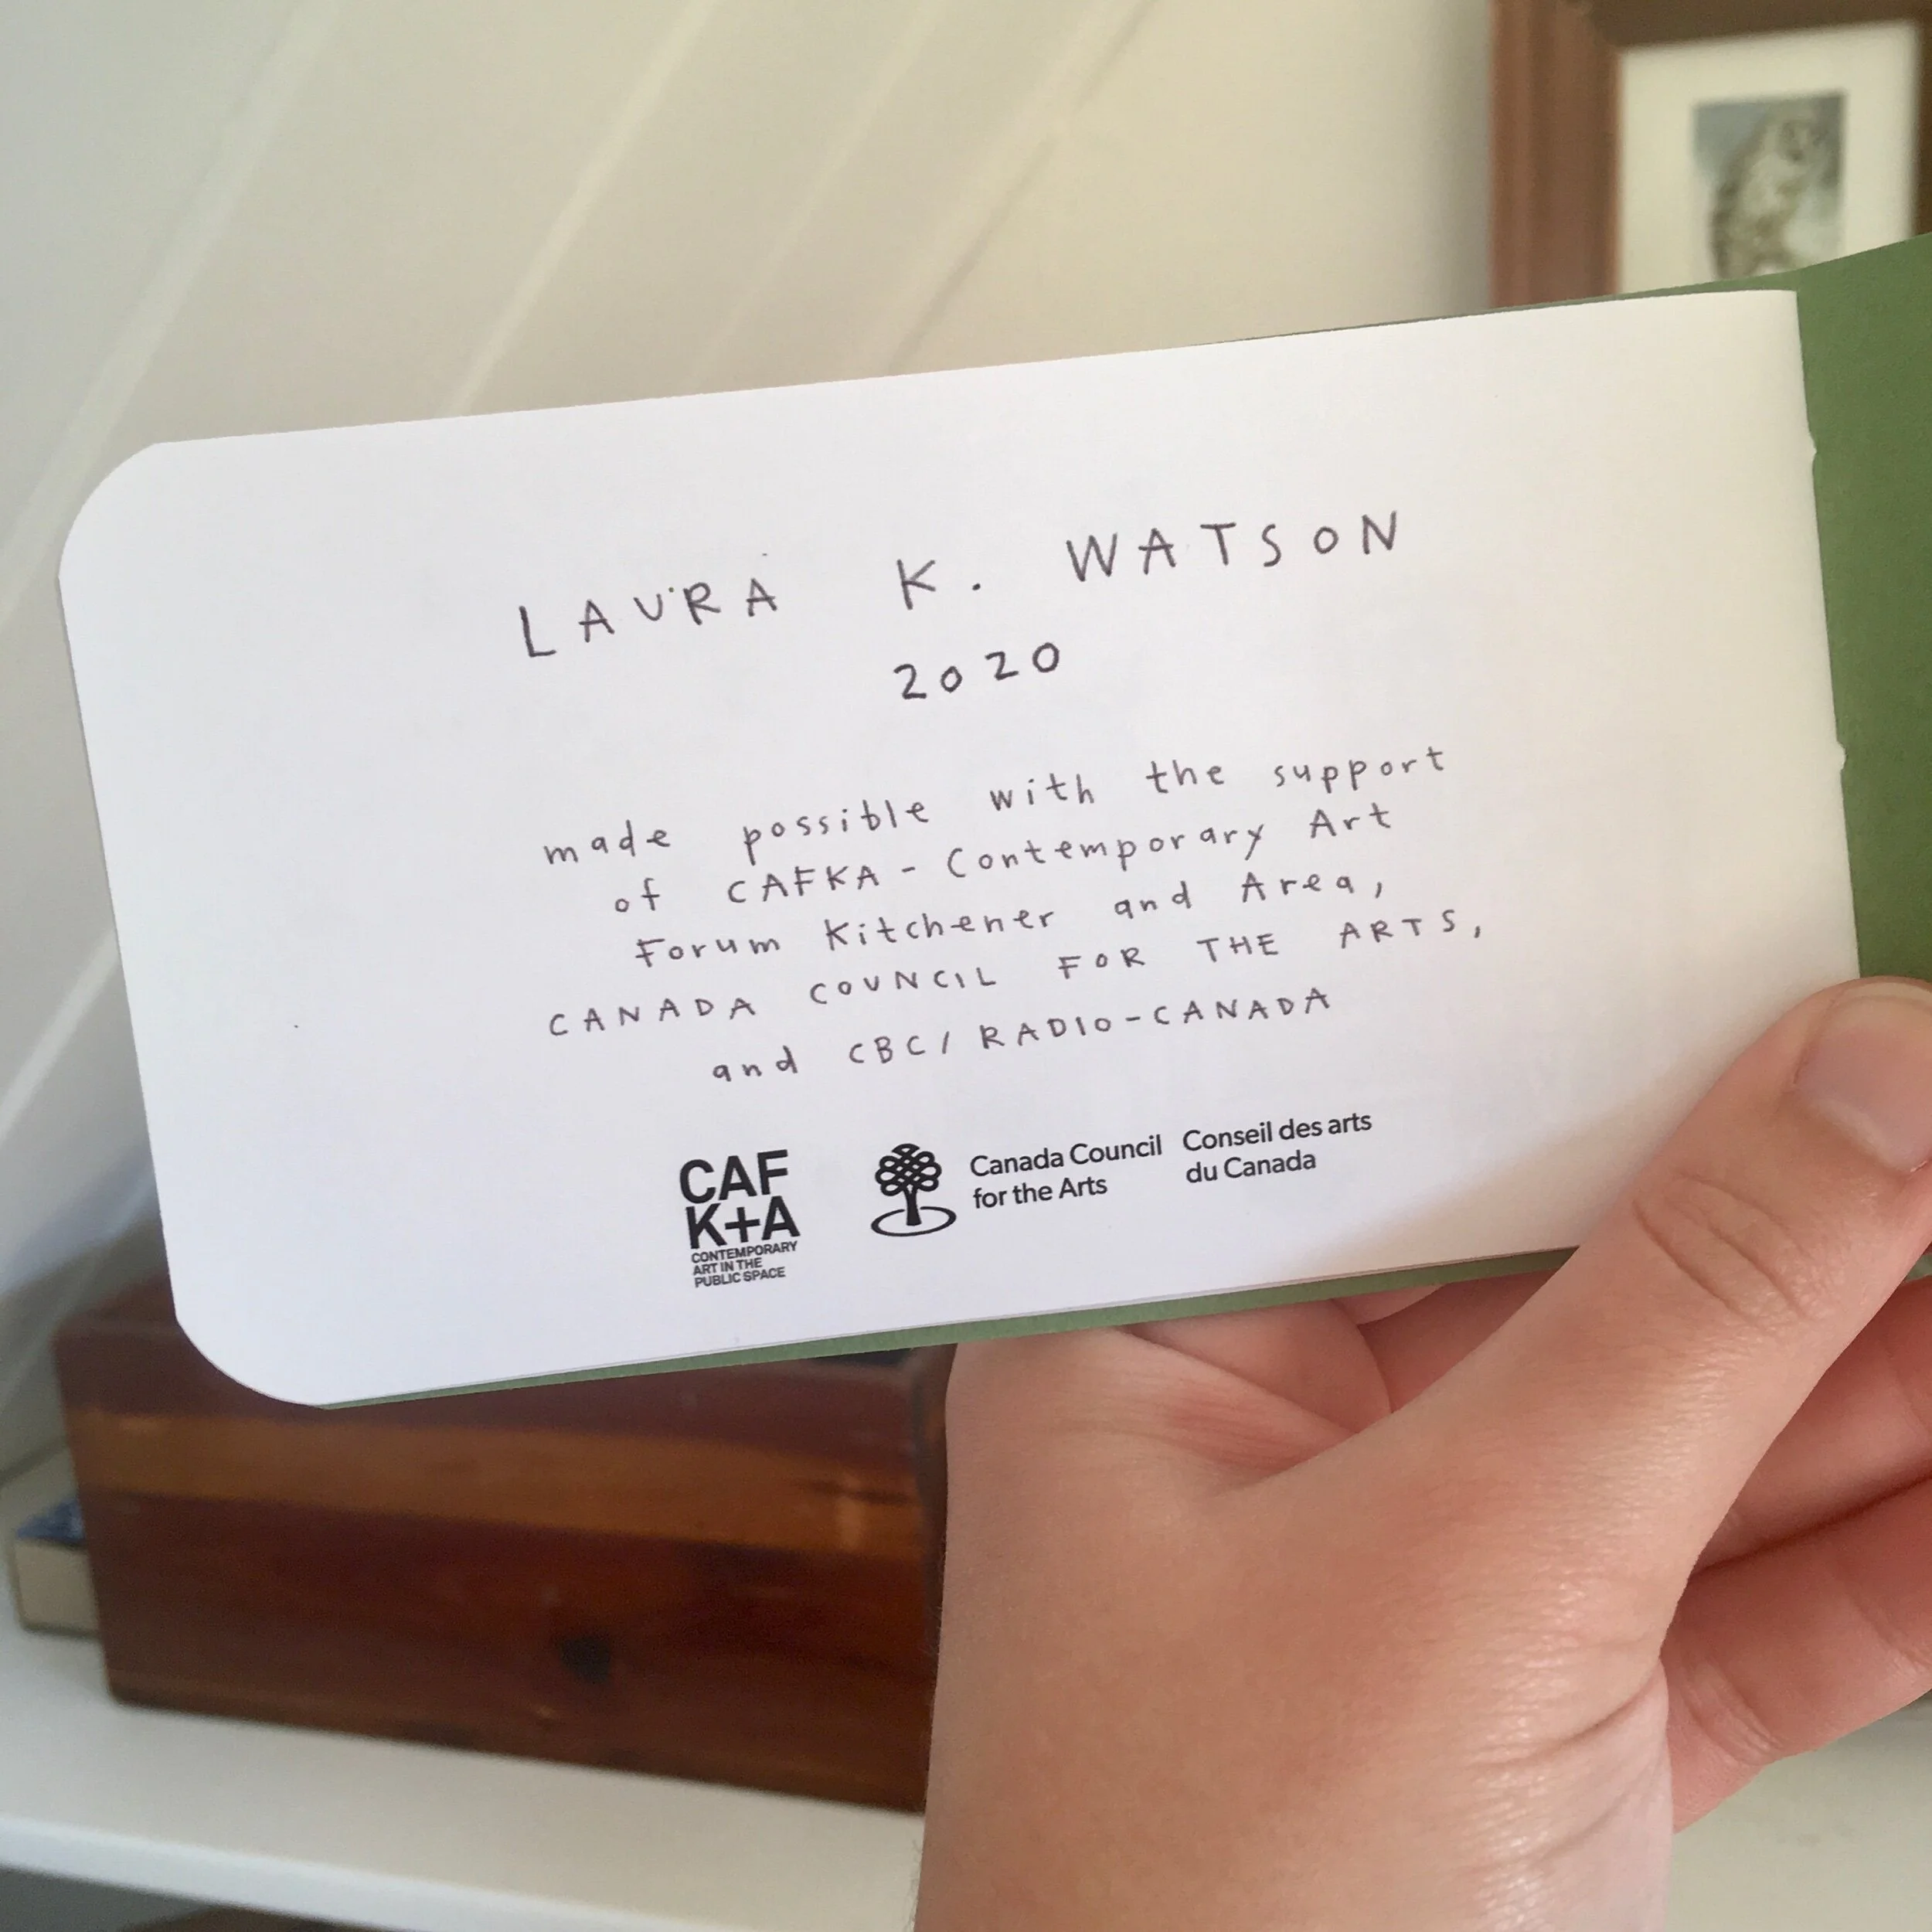 LAURA K. WATSON
2020
made possible with the support
of CAFKA - Contemporary Art
Forum Kitchener and Area,
CANADA COUNCIL FOR THE ARTS,
and CBC/RADIO-CANADA
CAF
K+A
CONTEMPORARY
ART IN THE
PUBLIC SPACE
Canada Council
for the Arts
Conseil des arts
du Canada